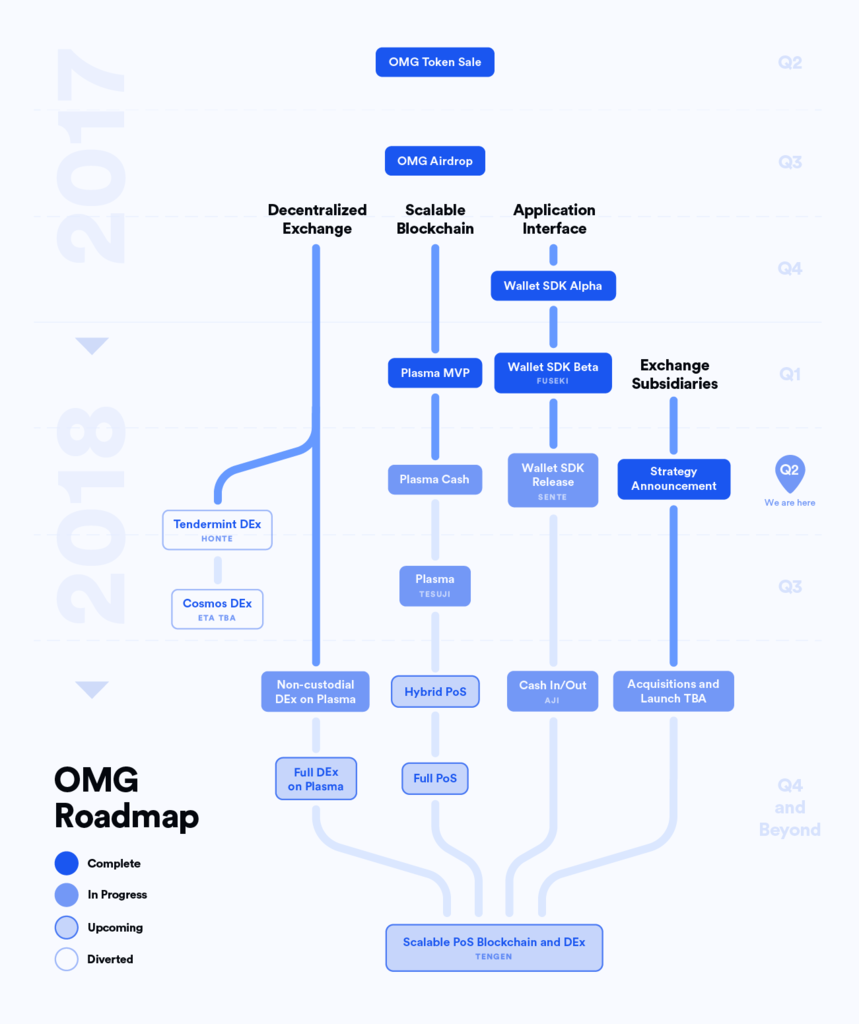 2017
OMG Token Sale
Q2
OMG Airdrop
Q3
Decentralized
Exchange
Scalable
Blockchain
Application
Interface
Q4
Wallet SDK Alpha
2018
Plasma MVP
Wallet SDK Beta
FUSEKI
Exchange
Subsidiaries
Q1
Plasma Cash
Wallet SDK
Release
SENTE
Strategy
Announcement
Q2
We are here
Tendermint DEx
HONTE
Plasma
TESUJI
Q3
Cosmos DEx
ETA TBA
Non-custodial
DEx on Plasma
Hybrid PoS
Cash In/Out
AJI
Acquisitions and
Launch TBA
Full DEx
on Plasma
Full PoS
Q4
and
Beyond
OMG
Roadmap
Complete
In Progress
Upcoming
Diverted
Scalable PoS Blockchain and DEx
TENGEN